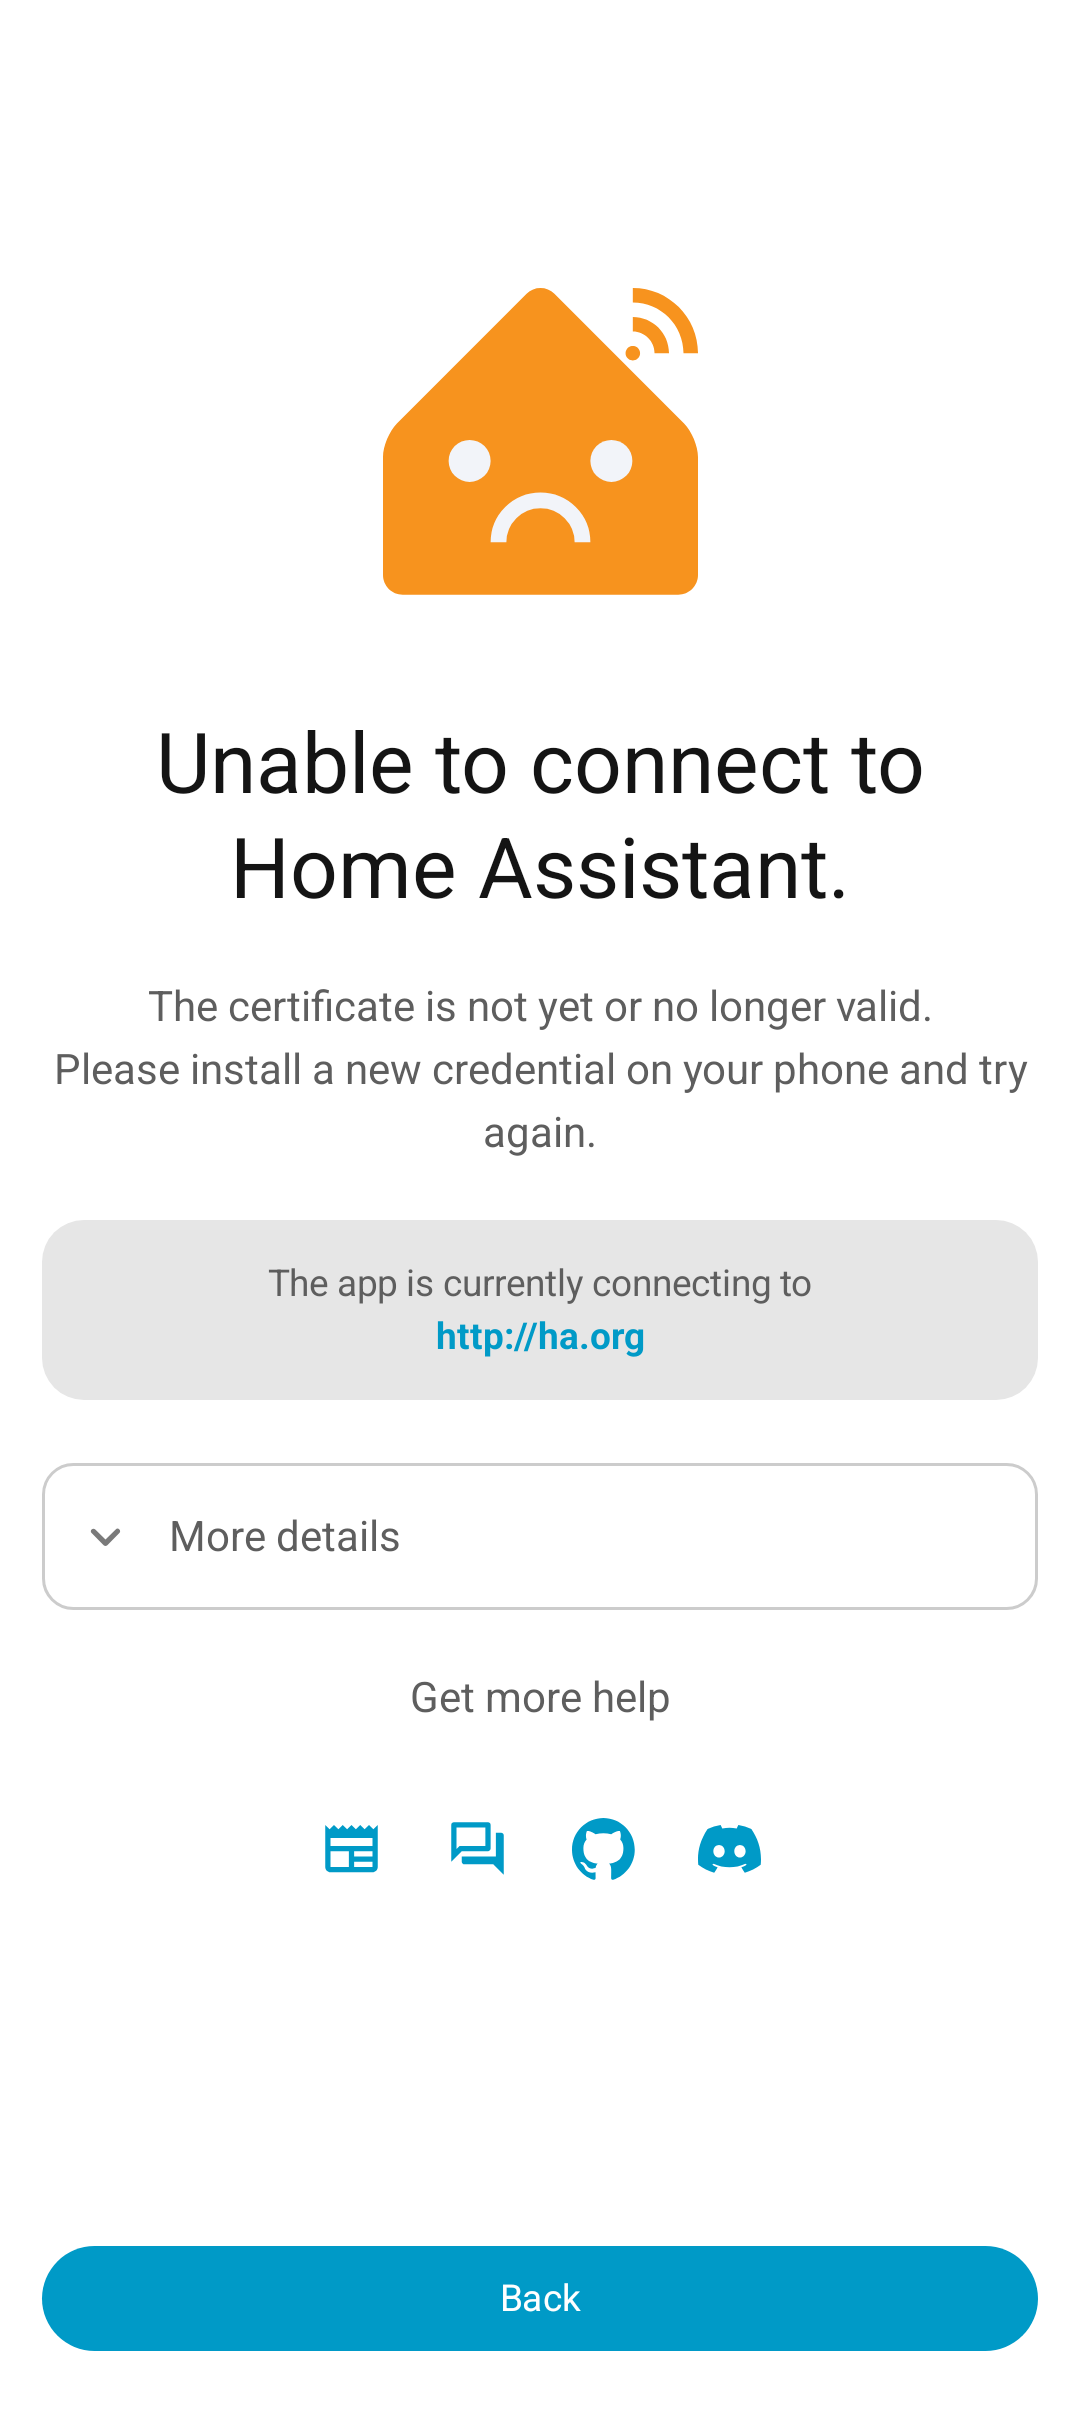 Unable to connect to
Home Assistant.
The certificate is not yet or no longer valid.
Please install a new credential on your phone and try
again.
The app is currently connecting to
http://ha.org
More details
Get more help
Back